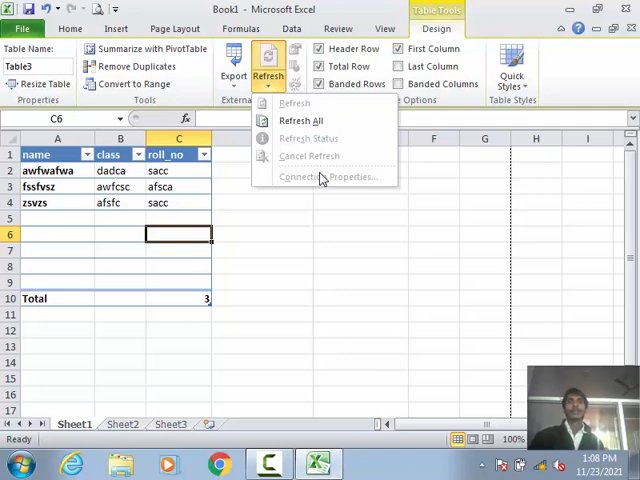 Book1 - Microsoft Excel
Table Tools
File Home Insert Page Layout Formulas Data Review View Design
Table Name:
Table3
Resize Table
Properties
Summarize with PivotTable
Remove Duplicates
Convert to Range
Tools
Export
Refresh
Header Row
Total Row
Banded Rows
First Column
Last Column
Banded Columns
Quick
Styles
Table Styles
C6
fx
Refresh
Refresh All
Refresh Status
Cancel Refresh
A B C F G H I
1 name class roll_no
2 awfwafwa dadca sacc
3 fssfvsz awfcsc afsca
4 zsvzs afsfc sacc
5
6
7
8
9
10 Total 3
11
12
13
14
15
16
17
Sheet1 Sheet2 Sheet3
Ready
100%
1:08 PM
11/23/2021